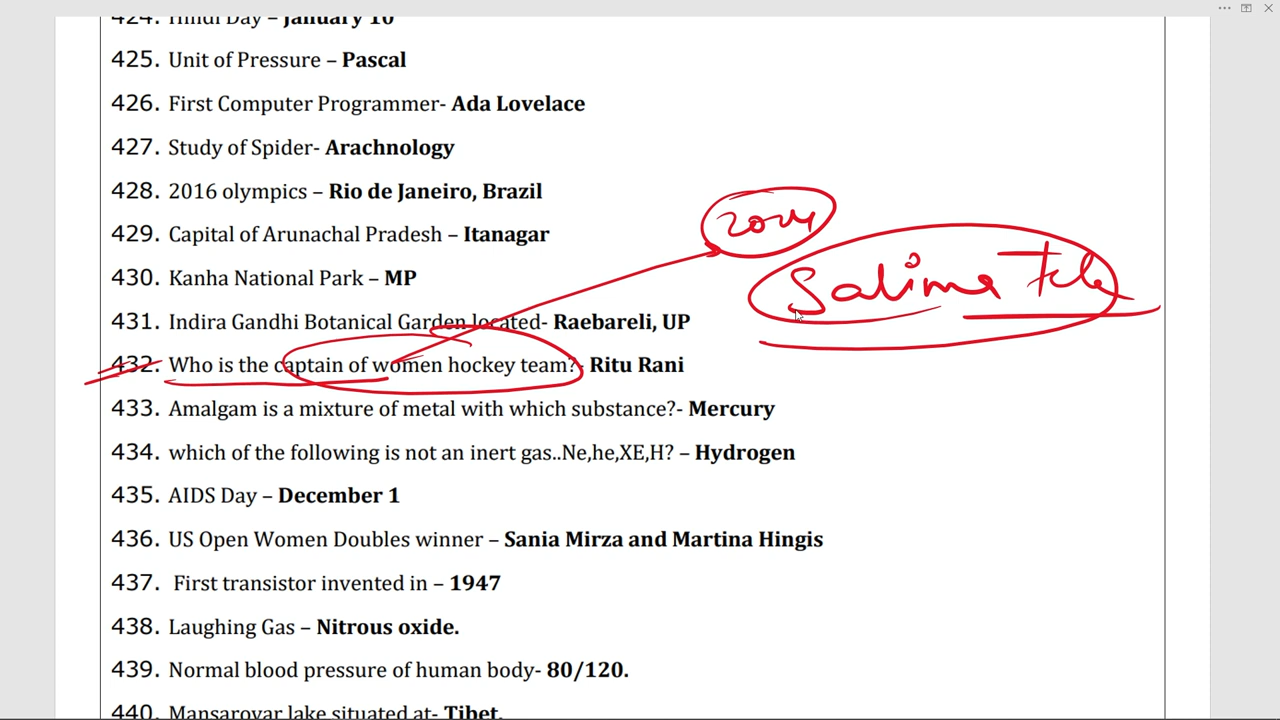 424. Hindi Day – January 10
425. Unit of Pressure – Pascal
426. First Computer Programmer- Ada Lovelace
427. Study of Spider- Arachnology
428. 2016 olympics – Rio de Janeiro, Brazil
2024
429. Capital of Arunachal Pradesh – Itanagar
430. Kanha National Park – MP
Salima Tete
431. Indira Gandhi Botanical Garden located- Raebareli, UP
432. Who is the captain of women hockey team?- Ritu Rani
433. Amalgam is a mixture of metal with which substance?- Mercury
434. which of the following is not an inert gas..Ne,he,XE,H? – Hydrogen
435. AIDS Day – December 1
436. US Open Women Doubles winner – Sania Mirza and Martina Hingis
437. First transistor invented in – 1947
438. Laughing Gas – Nitrous oxide.
439. Normal blood pressure of human body- 80/120.
440. Mansarovar lake situated at- Tibet.